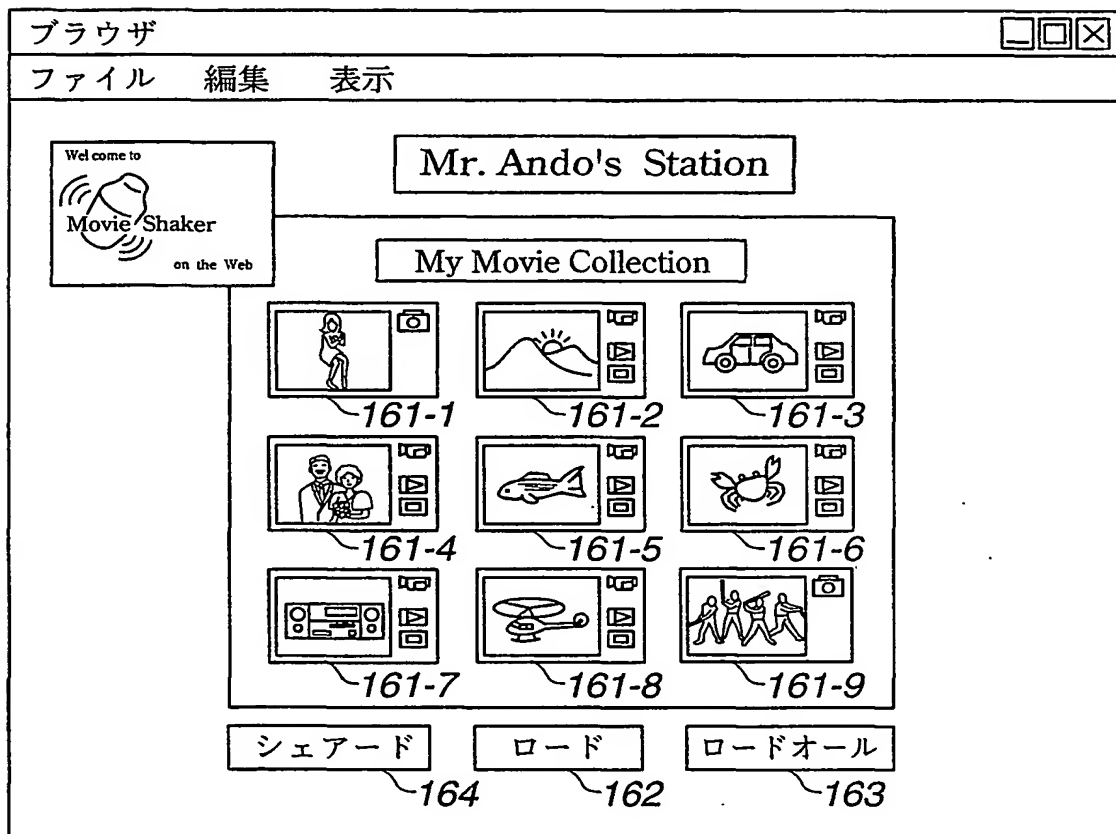 ブラウザ
ファイル 編集 表示
Welcome to
Movie Shaker
on the Web
Mr. Ando's Station
My Movie Collection
161-1 161-2 161-3
161-4 161-5 161-6
161-7 161-8 161-9
シェアード ロード ロードオール
164 162 163